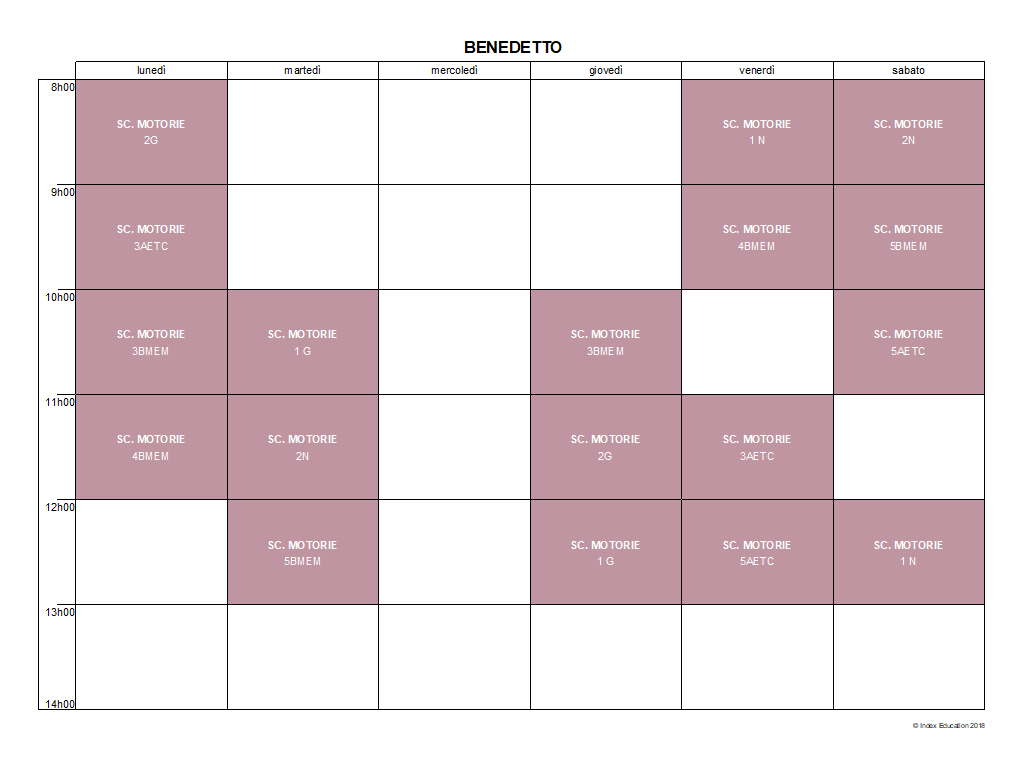 BENEDETTO
lunedì martedì mercoledì giovedì venerdì sabato
8h00
SC. MOTORIE SC. MOTORIE SC. MOTORIE
2G 1 N 2N
9h00
SC. MOTORIE SC. MOTORIE SC. MOTORIE
3AETC 4BMEM 5BMEM
10h00
SC. MOTORIE SC. MOTORIE SC. MOTORIE SC. MOTORIE
3BMEM 1 G 3BMEM 5AETC
11h00
SC. MOTORIE SC. MOTORIE SC. MOTORIE SC. MOTORIE
4BMEM 2N 2G 3AETC
12h00
SC. MOTORIE SC. MOTORIE SC. MOTORIE SC. MOTORIE
5BMEM 1 G 5AETC 1 N
13h00
14h00
© Index Education 2018